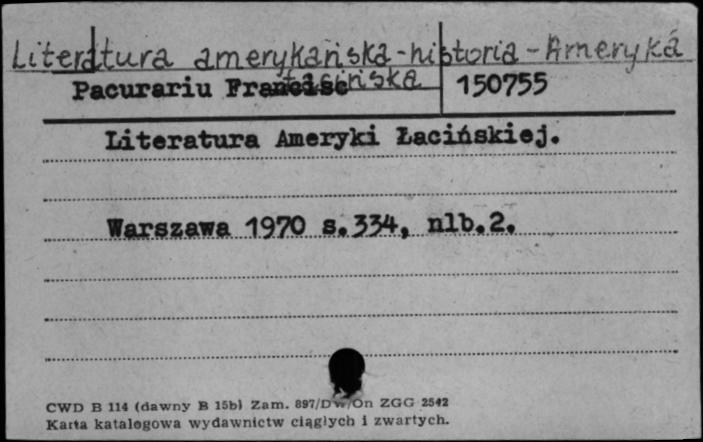 Literatura amerykańska - historia - Ameryka
Łacińska
Pacurariu Francisc 150755
Literatura Ameryki Łacińskiej.
Warszawa 1970 s.334, nlb.2.
CWD B 114 (dawny B 15b) Zam. 897/DW/On ZGG 2542
Karta katalogowa wydawnictw ciągłych i zwartych.